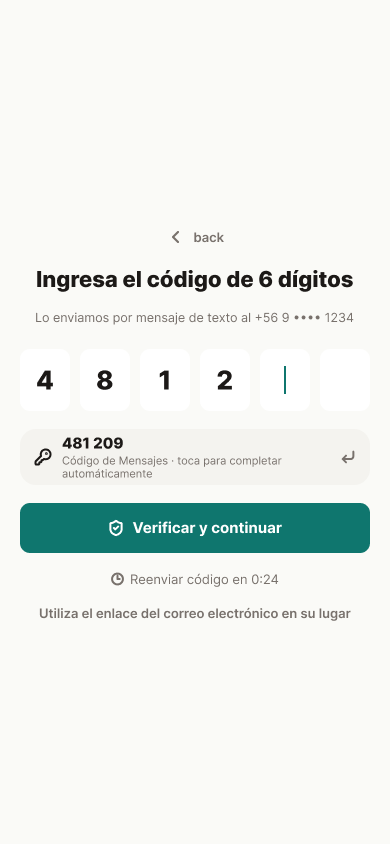 back
Ingresa el código de 6 dígitos
Lo enviamos por mensaje de texto al +56 9 •••• 1234
4 8 1 2
481 209
Código de Mensajes · toca para completar
automáticamente
Verificar y continuar
Reenviar código en 0:24
Utiliza el enlace del correo electrónico en su lugar